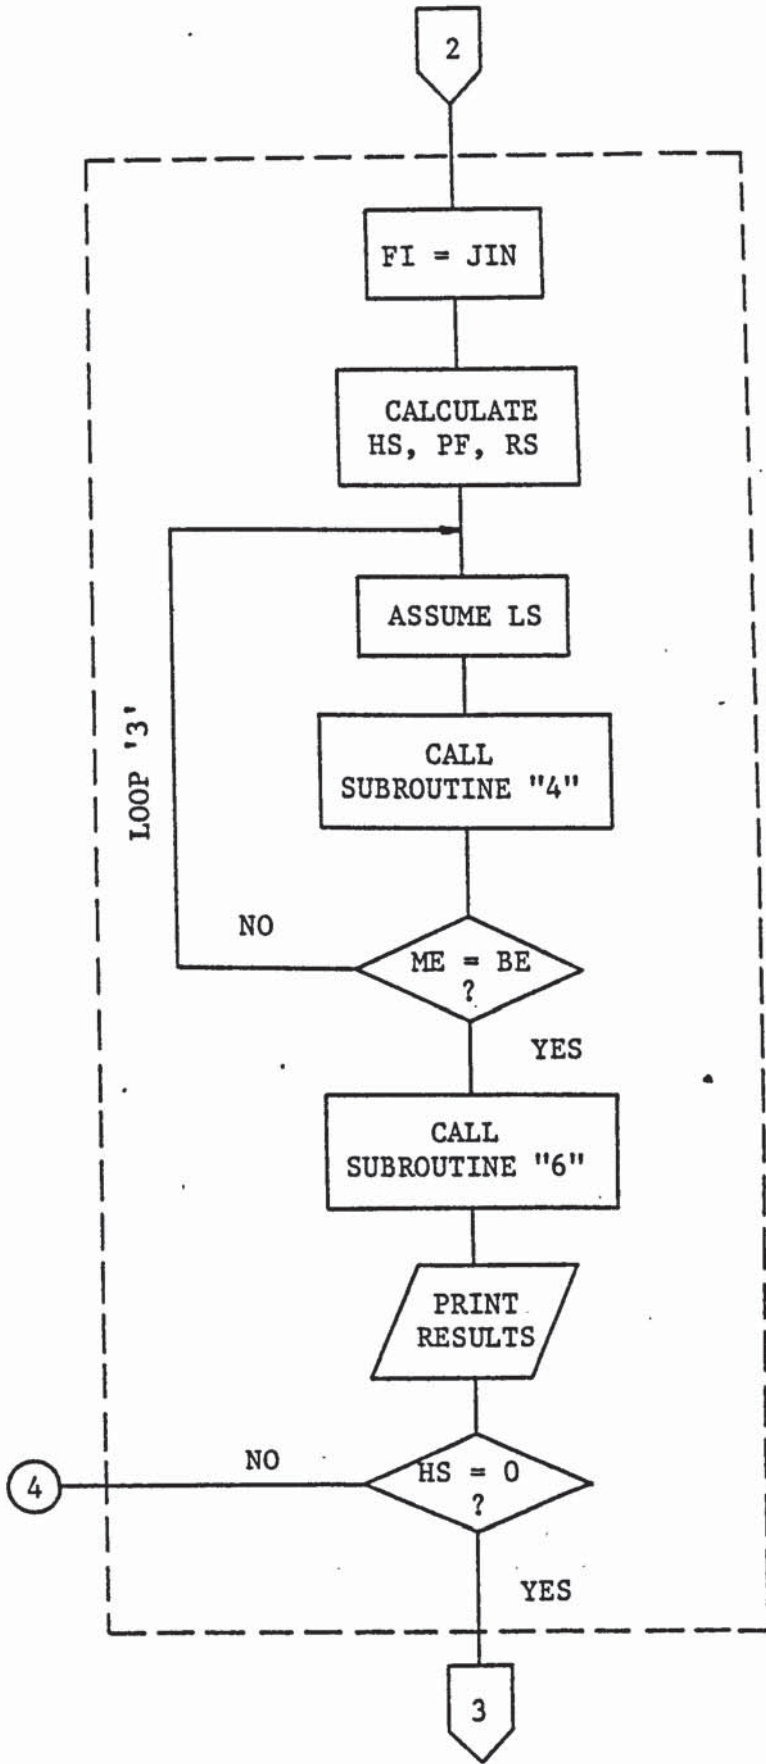 2
FI = JIN
CALCULATE
HS, PF, RS
ASSUME LS
LOOP '3'
CALL
SUBROUTINE "4"
NO
ME = BE
?
YES
CALL
SUBROUTINE "6"
PRINT
RESULTS
NO
4
HS = 0
?
YES
3